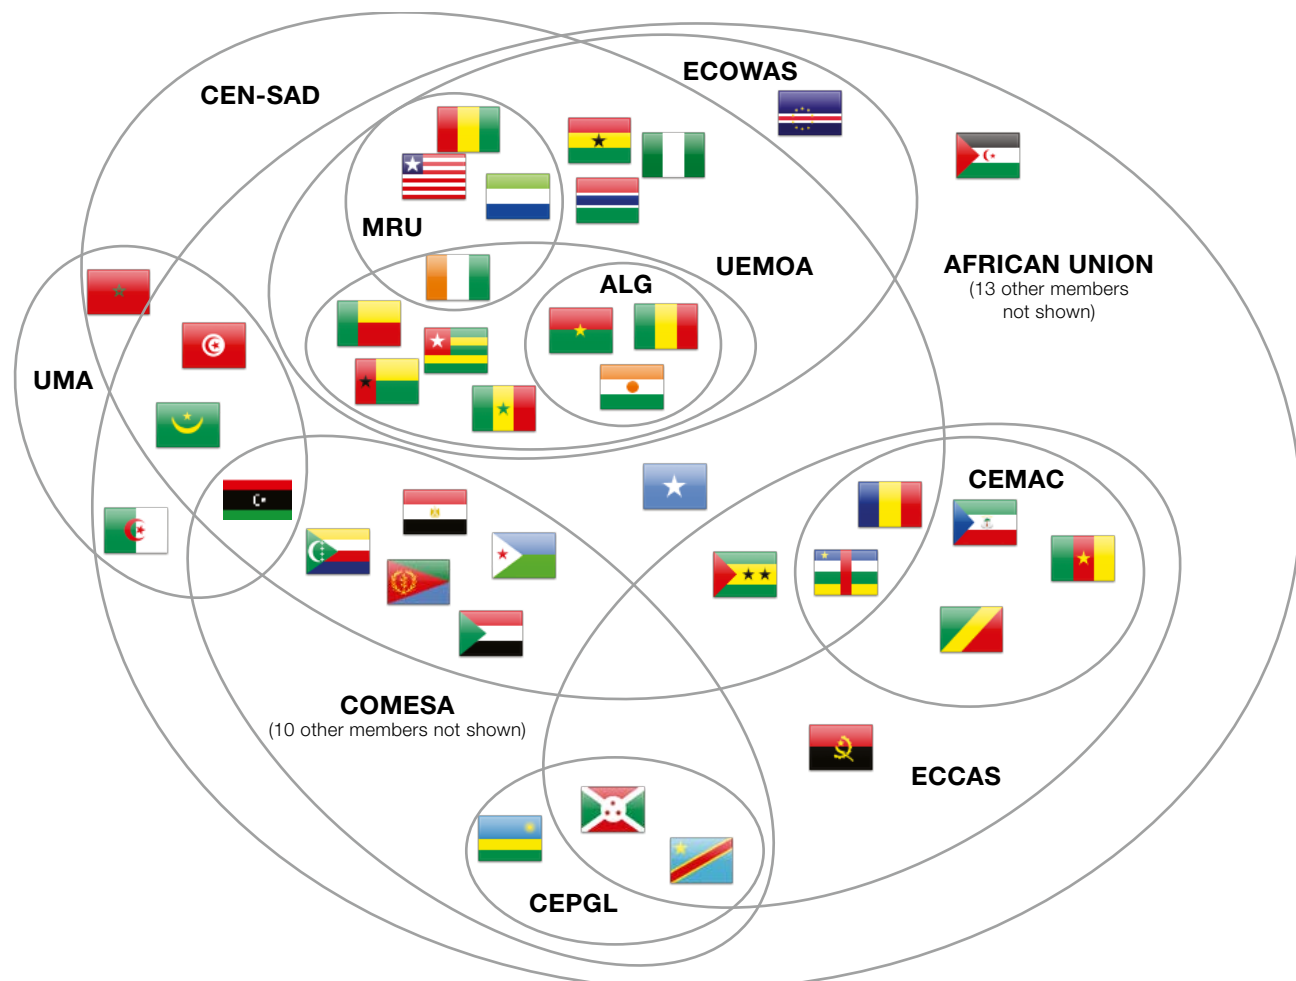 ECOWAS
CEN-SAD
MRU
UEMOA
ALG
AFRICAN UNION
(13 other members
not shown)
UMA
CEMAC
COMESA
(10 other members not shown)
ECCAS
CEPGL